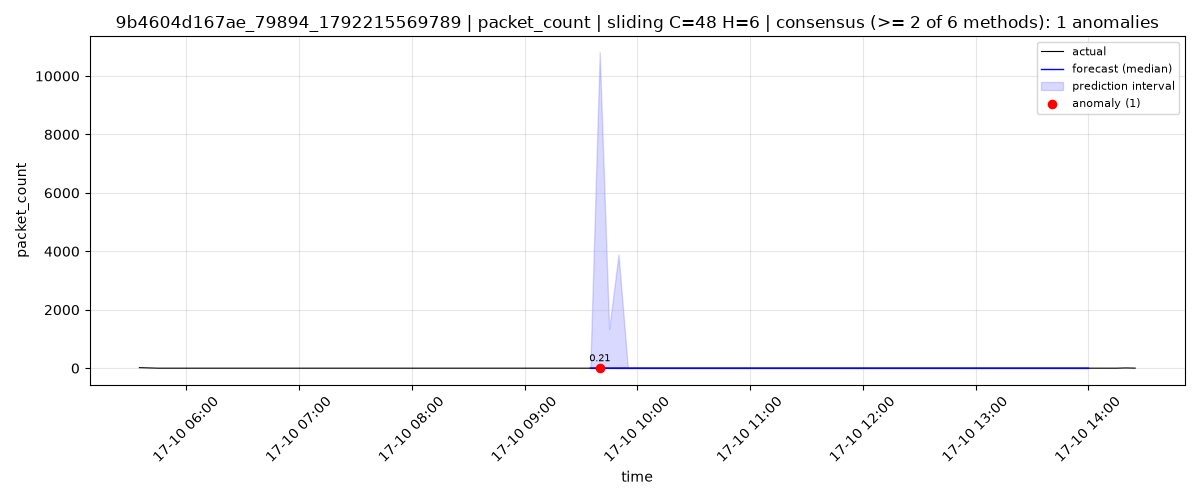 9b4604d167ae_79894_1792215569789 | packet_count | sliding C=48 H=6 | consensus (>= 2 of 6 methods): 1 anomalies
actual
forecast (median)
prediction interval
anomaly (1)
packet_count
10000
8000
6000
4000
2000
0
0.21
17-10 06:00
17-10 07:00
17-10 08:00
17-10 09:00
17-10 10:00
17-10 11:00
17-10 12:00
17-10 13:00
17-10 14:00
time